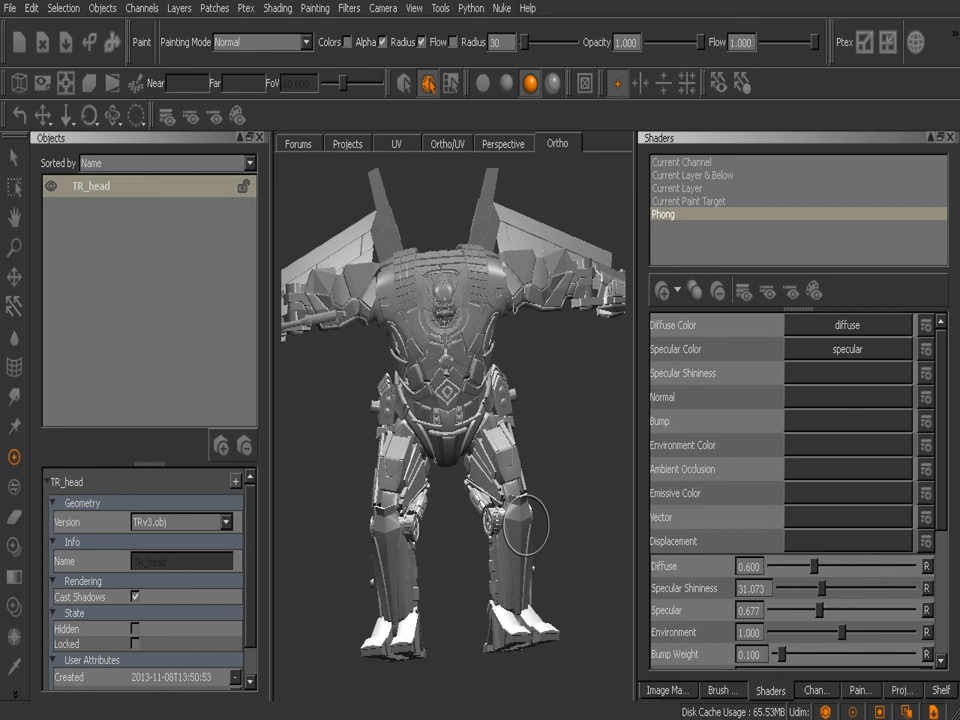 File Edit Selection Objects Channels Layers Patches Ptex Shading Painting Filters Camera View Tools Python Nuke Help
Paint Painting Mode Normal Colors Alpha Radius Flow Radius 30 Opacity 1.000 Flow 1.000 Ptex
Near Far FoV
Objects
Sorted by Name
TR_head
Forums Projects UV Ortho/UV Perspective Ortho
Shaders
Current Channel
Current Layer & Below
Current Layer
Current Paint Target
Phong
Diffuse Color diffuse
Specular Color specular
Specular Shininess
Normal
Bump
Environment Color
Ambient Occlusion
Emissive Color
Vector
Displacement
Diffuse 0.600 R
Specular Shininess 31.073 R
Specular 0.677 R
Environment 1.000 R
Bump Weight 0.100 R
TR_head
Geometry
Version TRv3.obj
Info
Name TR_head
Rendering
Cast Shadows
State
Hidden
Locked
User Attributes
Created 2013-11-08T13:50:53
Image Ma... Brush ... Shaders Chan... Pain... Proj... Shelf
Disk Cache Usage : 65.53MB Udim: